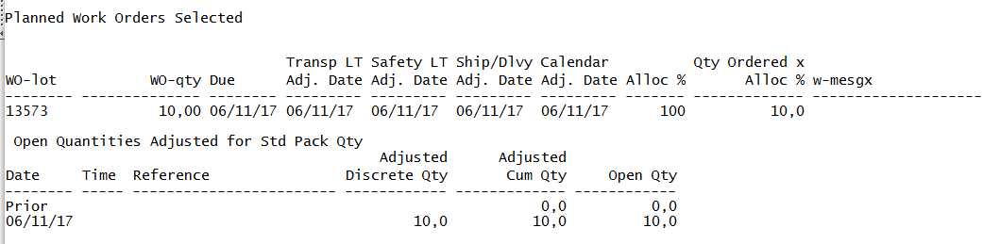 Planned Work Orders Selected
Transp LT Safety LT Ship/Dlvy Calendar Qty Ordered x
WO-lot WO-qty Due Adj. Date Adj. Date Adj. Date Adj. Date Alloc % Alloc % w-mesgx
-------- -------------- -------- --------- --------- --------- --------- ------- ------------- --------------------
13573 10,00 06/11/17 06/11/17 06/11/17 06/11/17 06/11/17 100 10,0
Open Quantities Adjusted for Std Pack Qty
Adjusted Adjusted
Date Time Reference Discrete Qty Cum Qty Open Qty
-------- ----- ------------------------ ------------ ------------- ------------
Prior 0,0 0,0
06/11/17 10,0 10,0 10,0